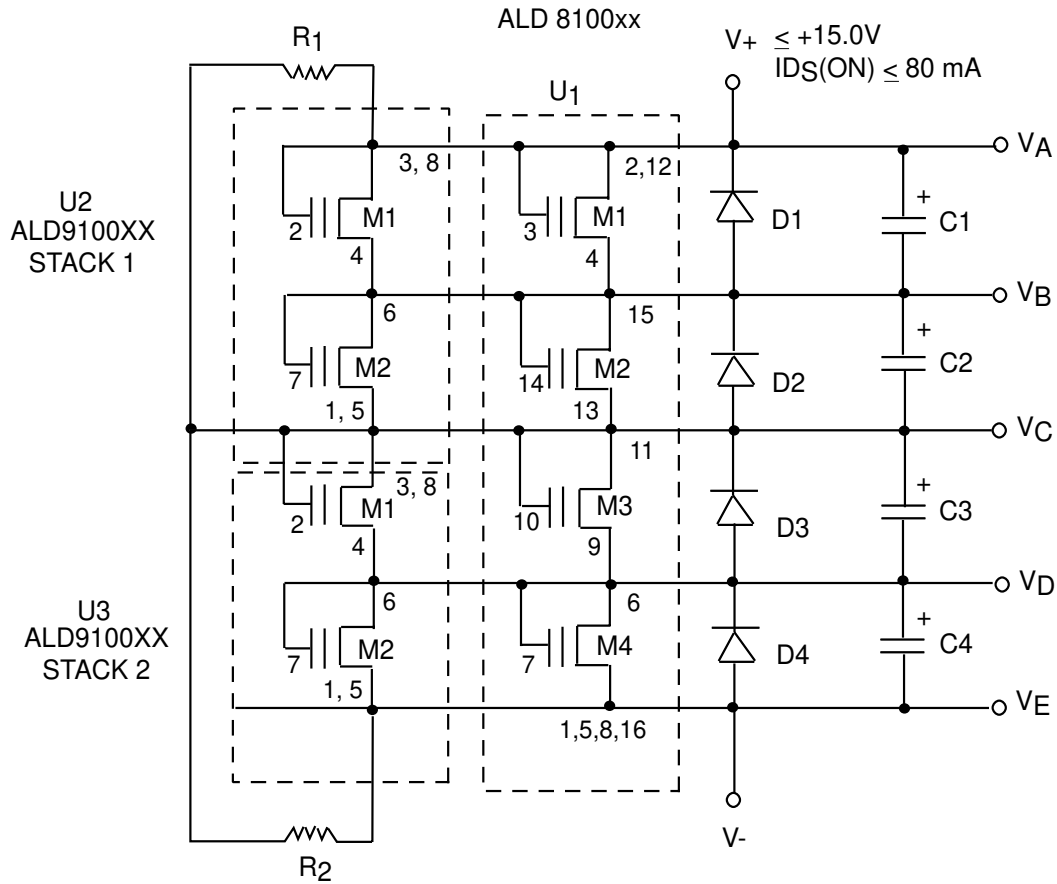 ALD 8100xx
R1
V+ ≤ +15.0V
IDS(ON) ≤ 80 mA
U1
VA
3, 8
2,12
U2
ALD9100XX
STACK 1
M1
2
4
M1
3
4
D1
+
C1
VB
6
15
M2
7
1, 5
M2
14
13
D2
+
C2
VC
11
3, 8
M1
2
4
M3
10
9
D3
+
C3
VD
6
6
U3
ALD9100XX
STACK 2
M2
7
1, 5
M4
7
D4
+
C4
VE
1,5,8,16
V-
R2